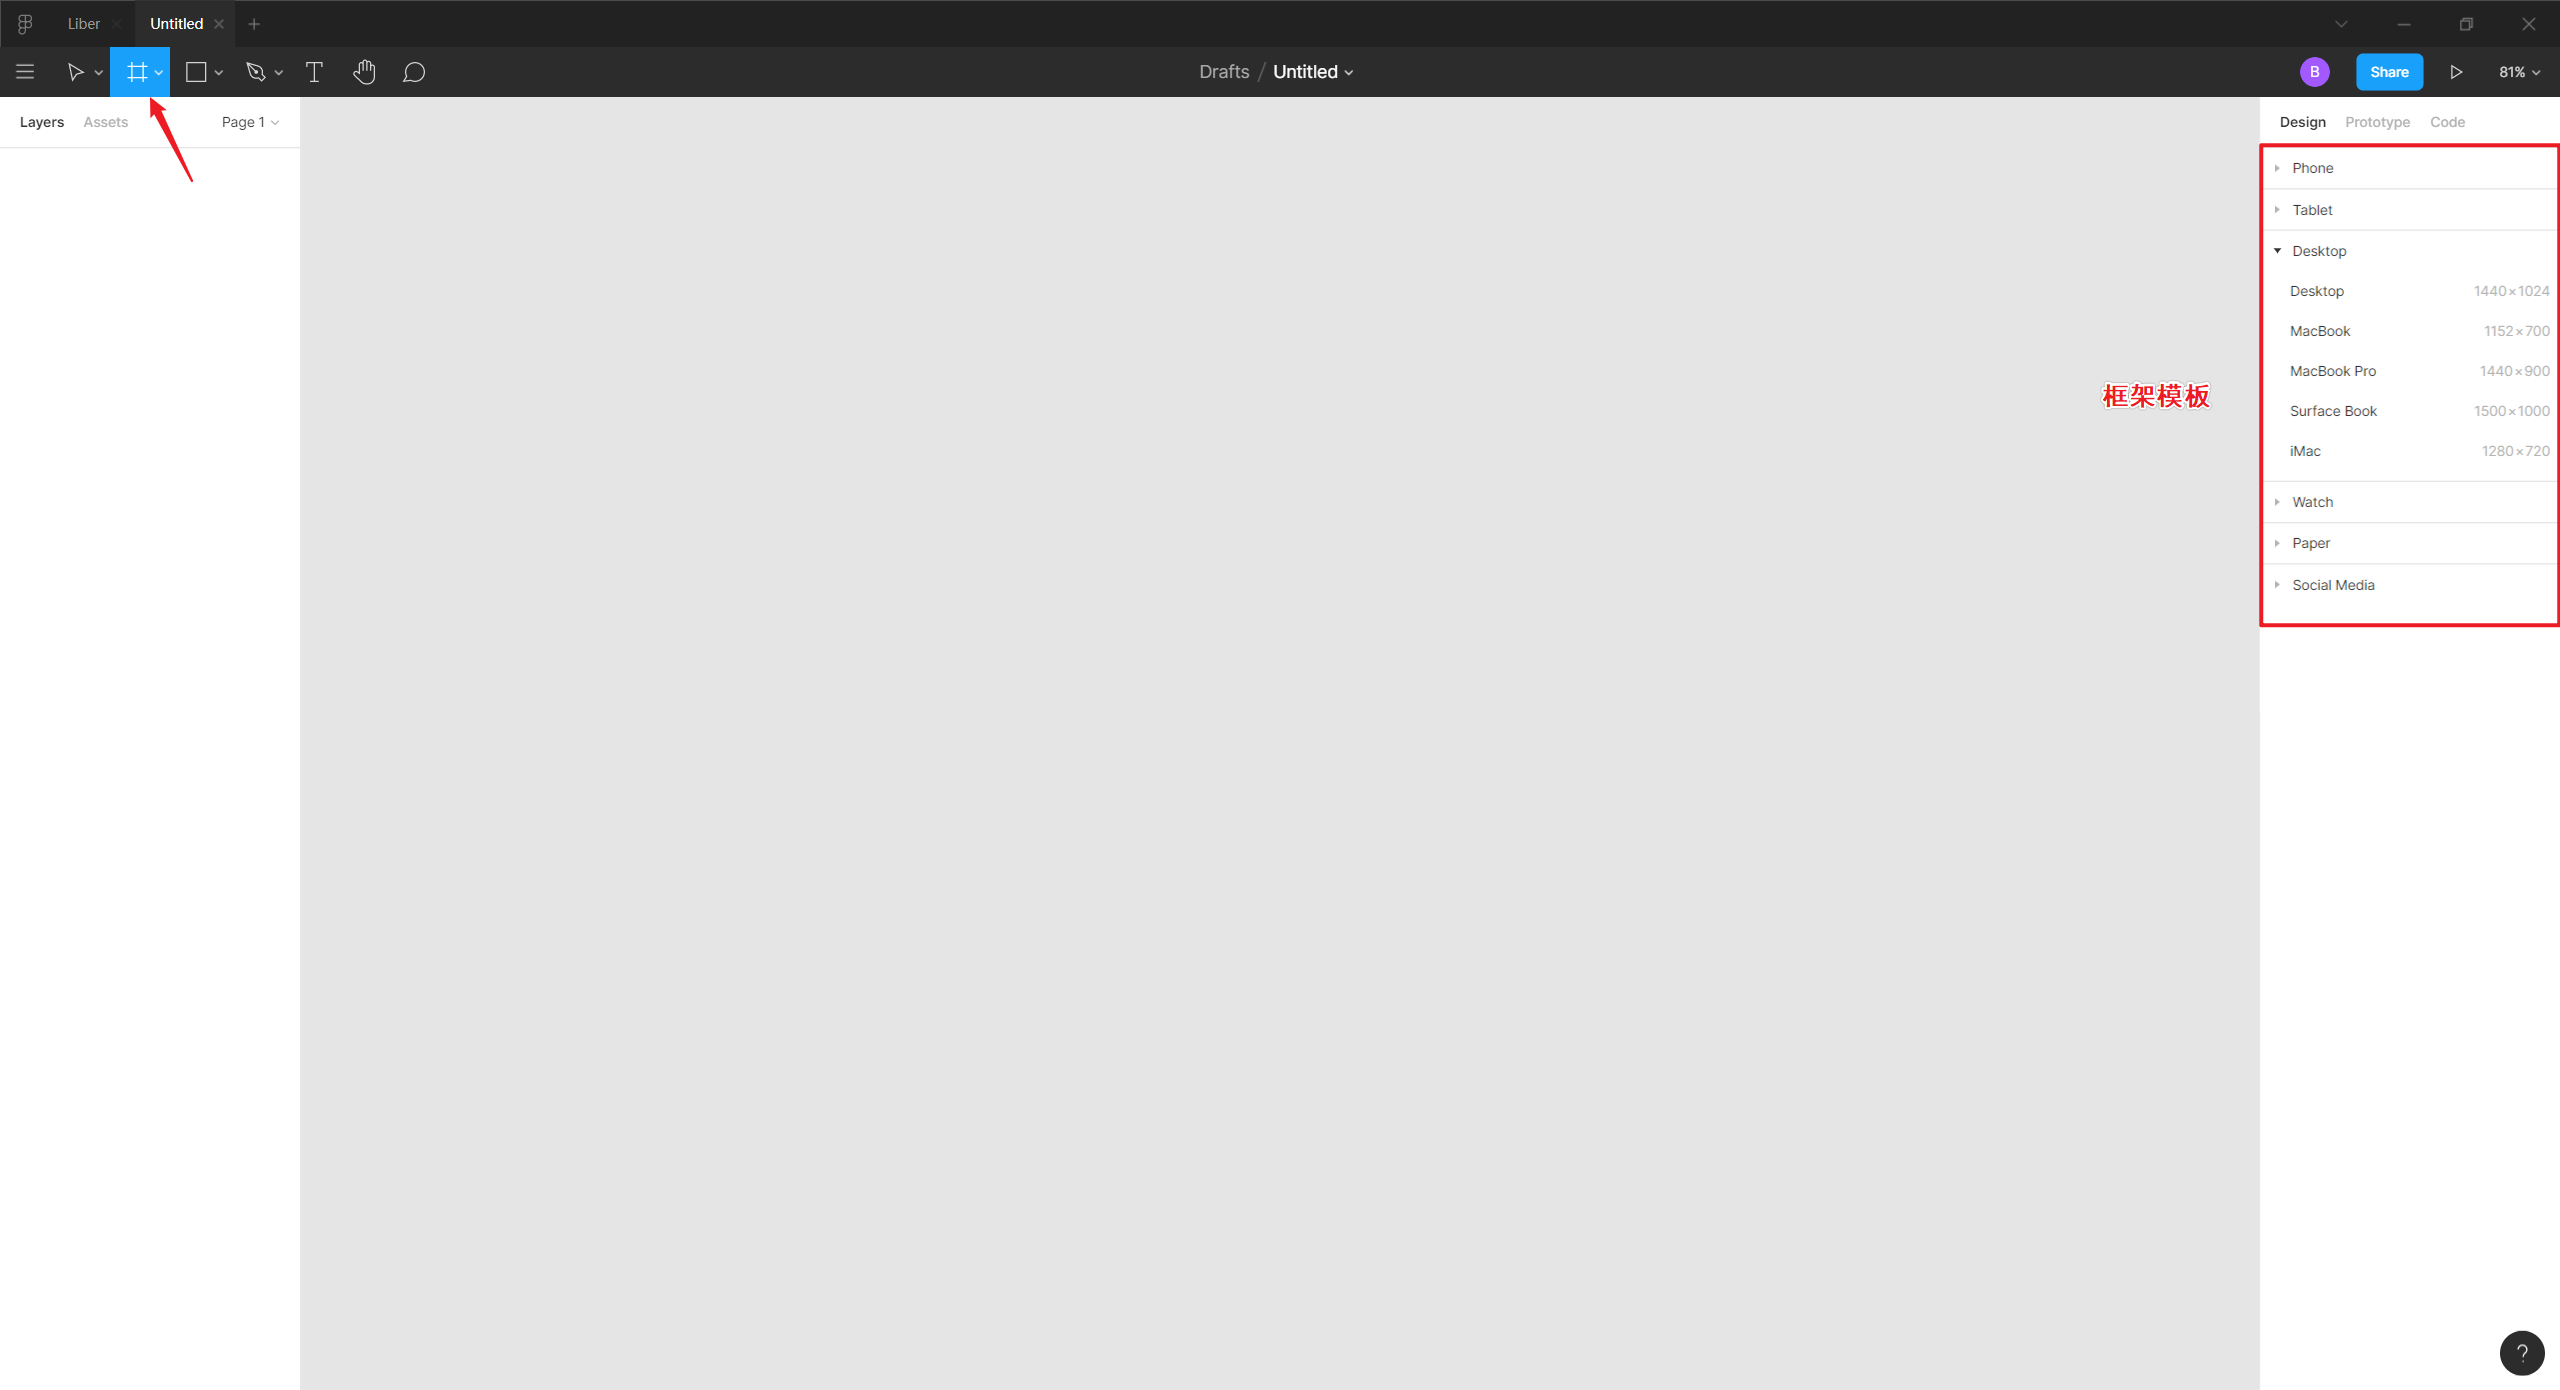 Liber
Untitled
Drafts / Untitled
B
Share
81%
Layers Assets Page 1
Design Prototype Code
Phone
Tablet
Desktop
Desktop 1440×1024
MacBook 1152×700
MacBook Pro 1440×900
框架模板
Surface Book 1500×1000
iMac 1280×720
Watch
Paper
Social Media
?